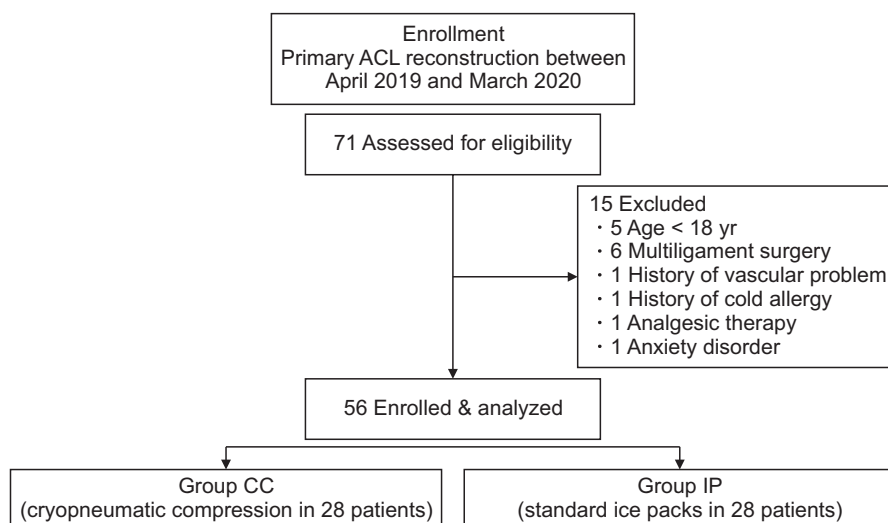 Enrollment
Primary ACL reconstruction between
April 2019 and March 2020
71 Assessed for eligibility
15 Excluded
· 5 Age < 18 yr
· 6 Multiligament surgery
· 1 History of vascular problem
· 1 History of cold allergy
· 1 Analgesic therapy
· 1 Anxiety disorder
56 Enrolled & analyzed
Group CC
(cryopneumatic compression in 28 patients)
Group IP
(standard ice packs in 28 patients)